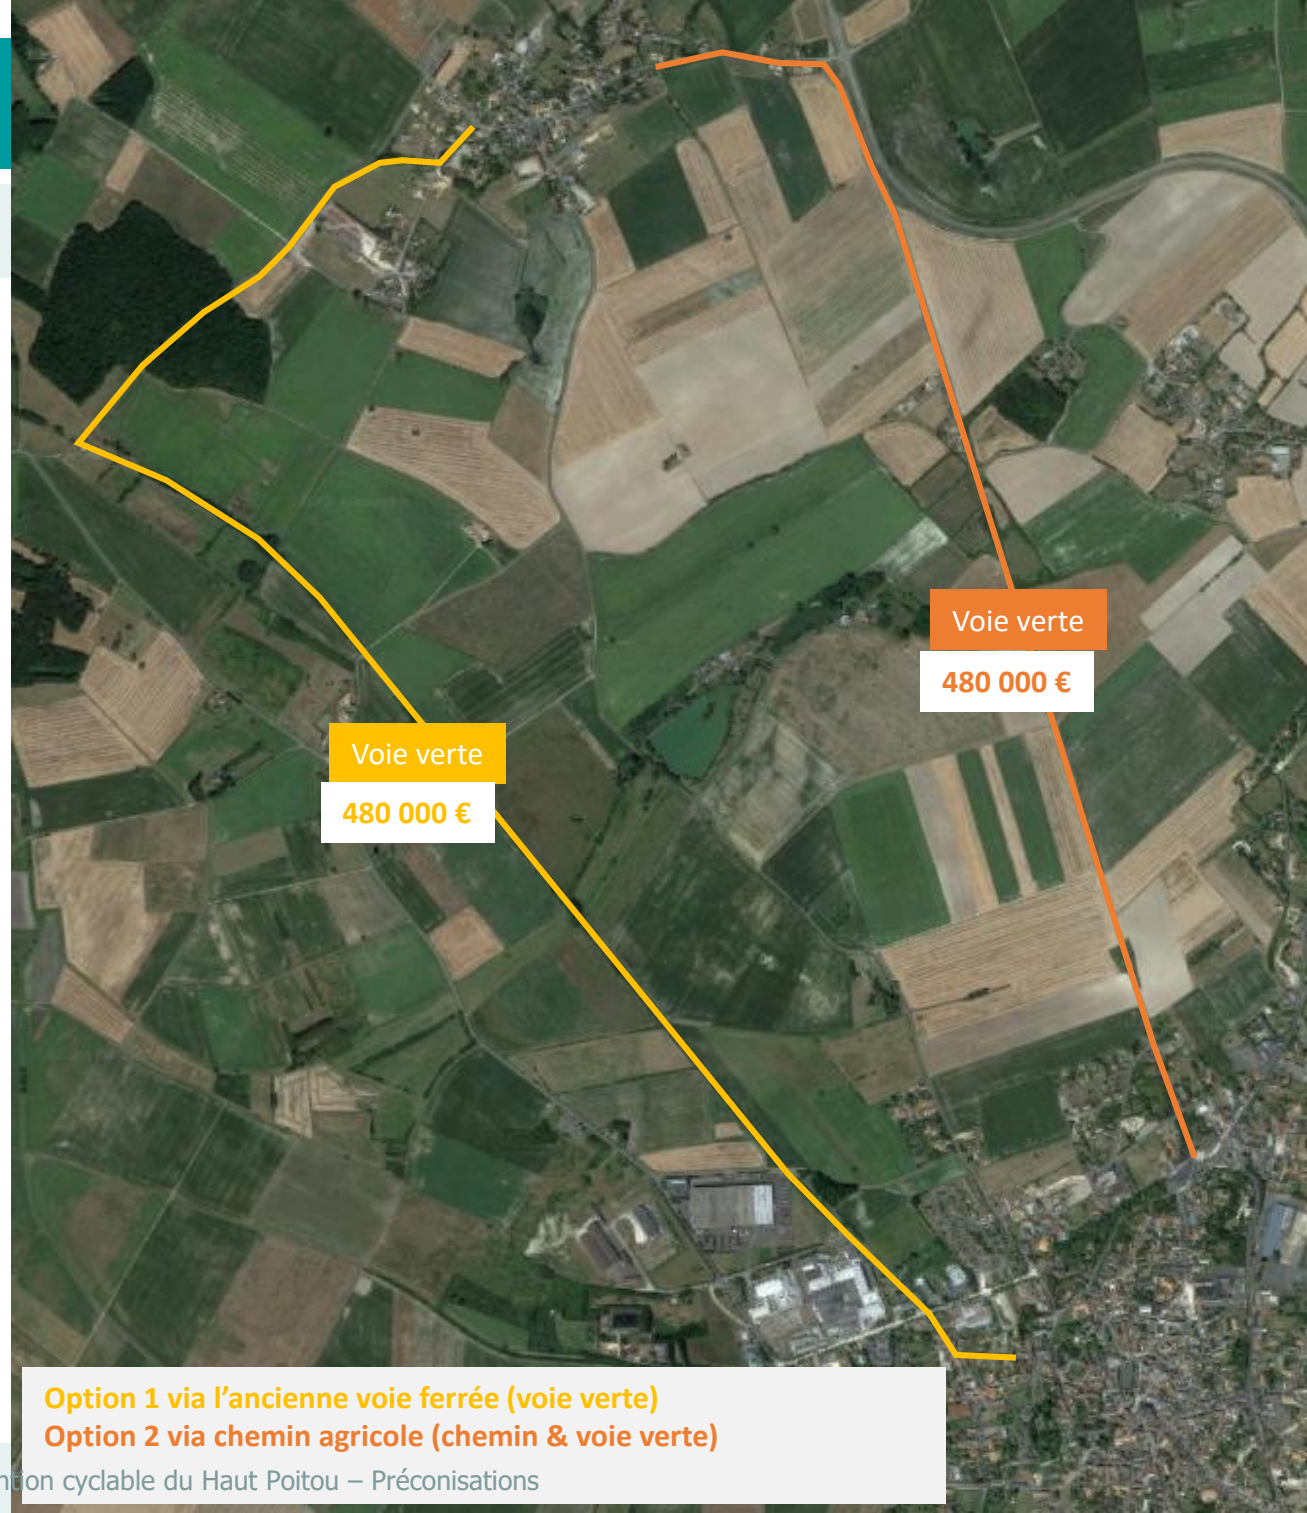 Voie verte
480 000 €
Voie verte
480 000 €
Option 1 via l’ancienne voie ferrée (voie verte)
Option 2 via chemin agricole (chemin & voie verte)
cyclable du Haut Poitou – Préconisations